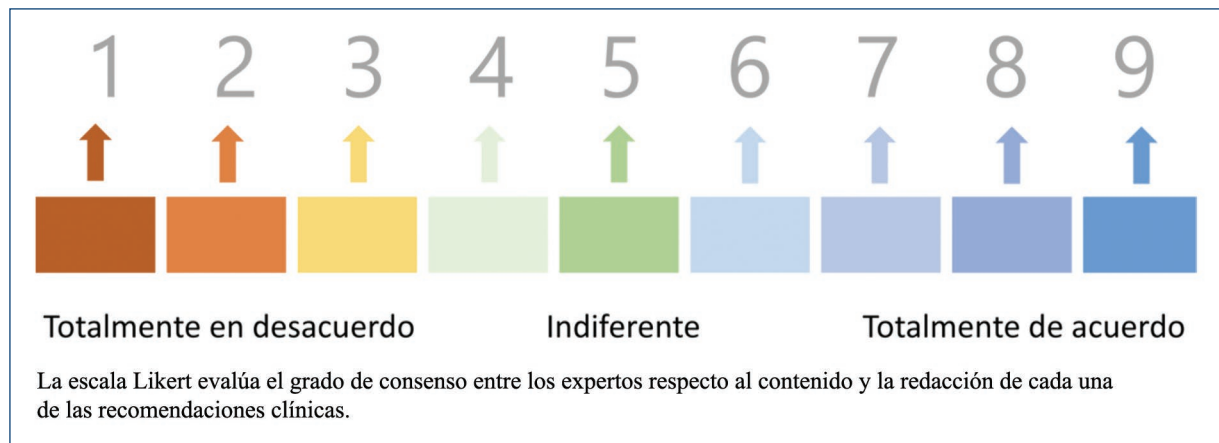 1 2 3 4 5 6 7 8 9
Totalmente en desacuerdo Indiferente Totalmente de acuerdo
La escala Likert evalúa el grado de consenso entre los expertos respecto al contenido y la redacción de cada una
de las recomendaciones clínicas.